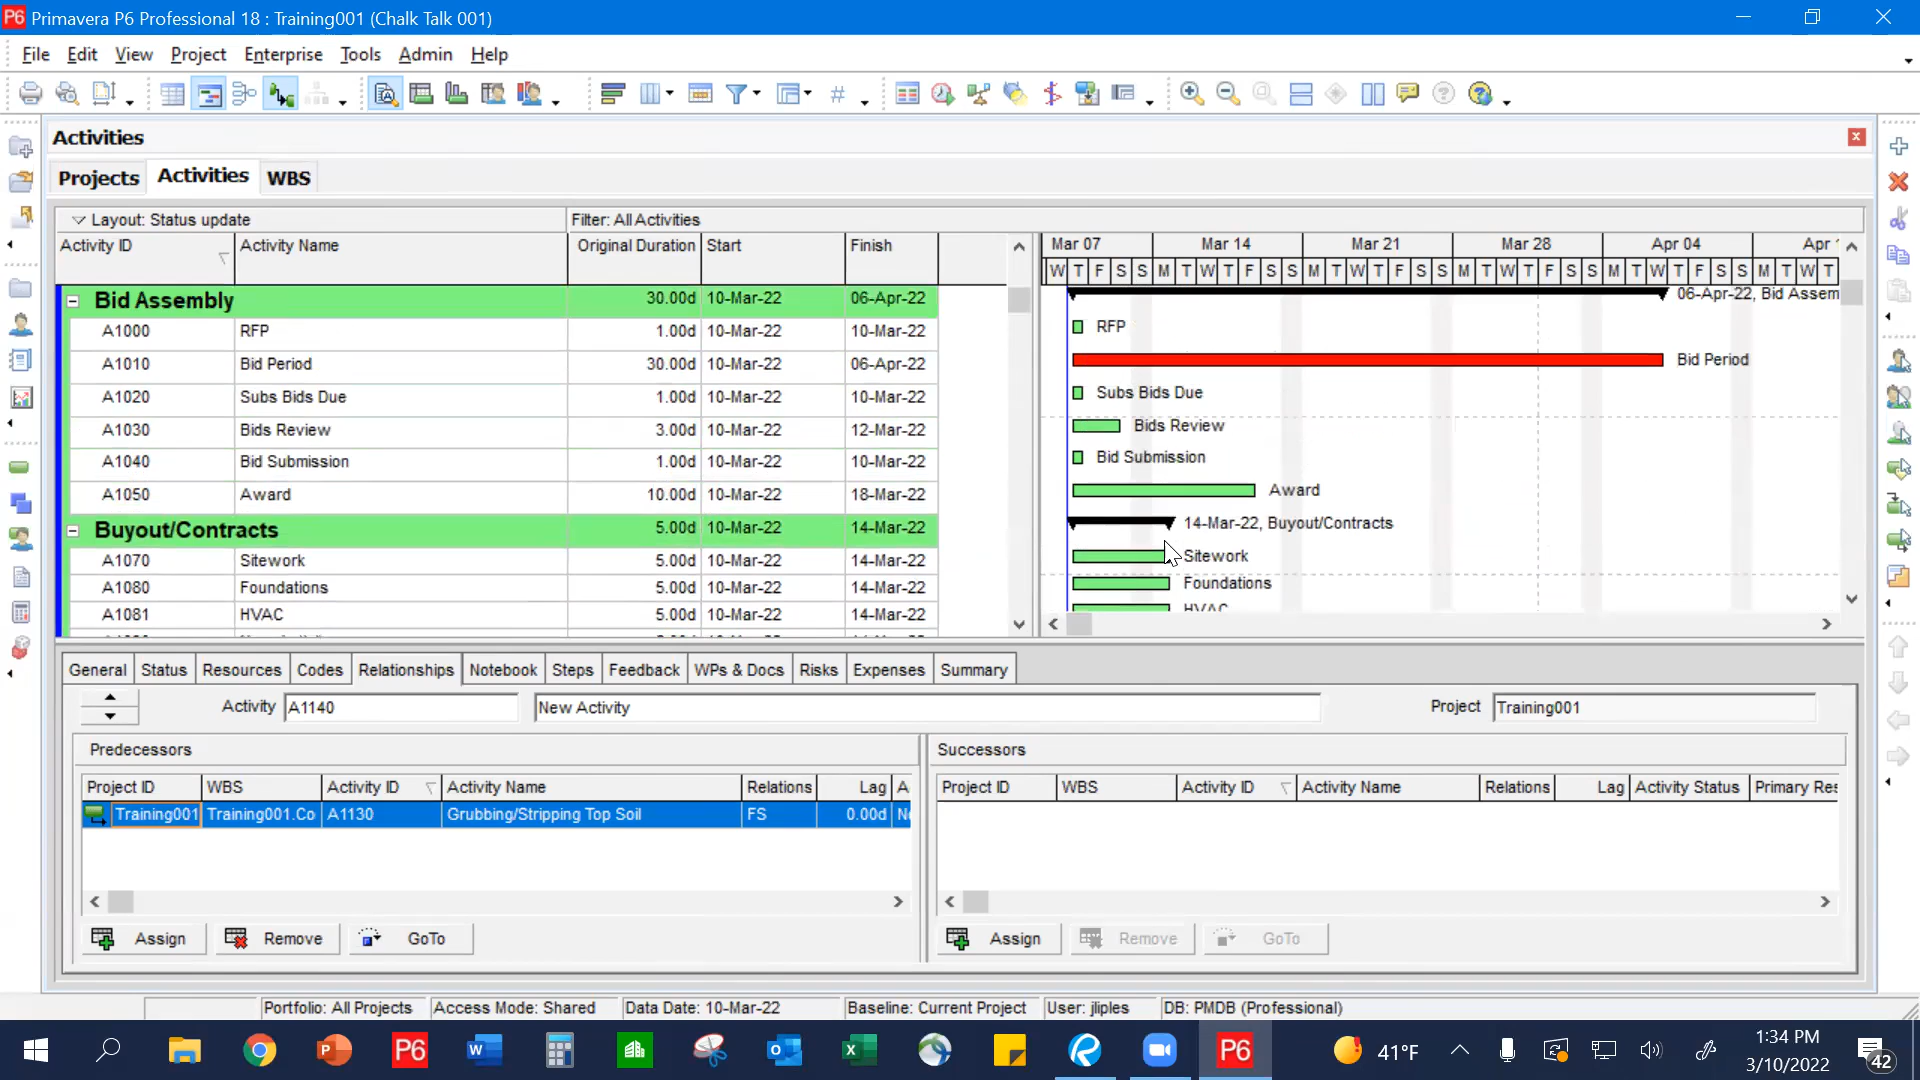 P6 Primavera P6 Professional 18 : Training001 (Chalk Talk 001)
File Edit View Project Enterprise Tools Admin Help
Activities
Projects Activities WBS
Layout: Status update Filter: All Activities
Activity ID Activity Name Original Duration Start Finish
Mar 07 Mar 14 Mar 21 Mar 28 Apr 04 Apr
W T F S S M T W T F S S M T W T F S S M T W T F S S M T W T F S S M T W T
Bid Assembly 30.00d 10-Mar-22 06-Apr-22 06-Apr-22, Bid Assem
A1000 RFP 1.00d 10-Mar-22 10-Mar-22 RFP
A1010 Bid Period 30.00d 10-Mar-22 06-Apr-22 Bid Period
A1020 Subs Bids Due 1.00d 10-Mar-22 10-Mar-22 Subs Bids Due
A1030 Bids Review 3.00d 10-Mar-22 12-Mar-22 Bids Review
A1040 Bid Submission 1.00d 10-Mar-22 10-Mar-22 Bid Submission
A1050 Award 10.00d 10-Mar-22 18-Mar-22 Award
Buyout/Contracts 5.00d 10-Mar-22 14-Mar-22 14-Mar-22, Buyout/Contracts
A1070 Sitework 5.00d 10-Mar-22 14-Mar-22 Sitework
A1080 Foundations 5.00d 10-Mar-22 14-Mar-22 Foundations
A1081 HVAC 5.00d 10-Mar-22 14-Mar-22 HVAC
General Status Resources Codes Relationships Notebook Steps Feedback WPs & Docs Risks Expenses Summary
Activity A1140 New Activity Project Training001
Predecessors Successors
Project ID WBS Activity ID Activity Name Relations Lag A Project ID WBS Activity ID Activity Name Relations Lag Activity Status Primary Res
Training001 Training001.Co A1130 Grubbing/Stripping Top Soil FS 0.00d
Assign Remove GoTo Assign Remove GoTo
Portfolio: All Projects Access Mode: Shared Data Date: 10-Mar-22 Baseline: Current Project User: jliples DB: PMDB (Professional)
P6 P6 41°F 1:34 PM
3/10/2022 42